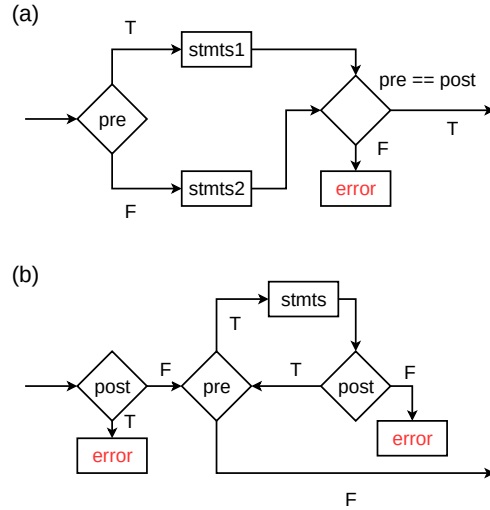 (a)
T
stmts1
pre == post
pre
T
F
F
stmts2
error
(b)
stmts
T
F
T
F
post
pre
post
T
error
error
F